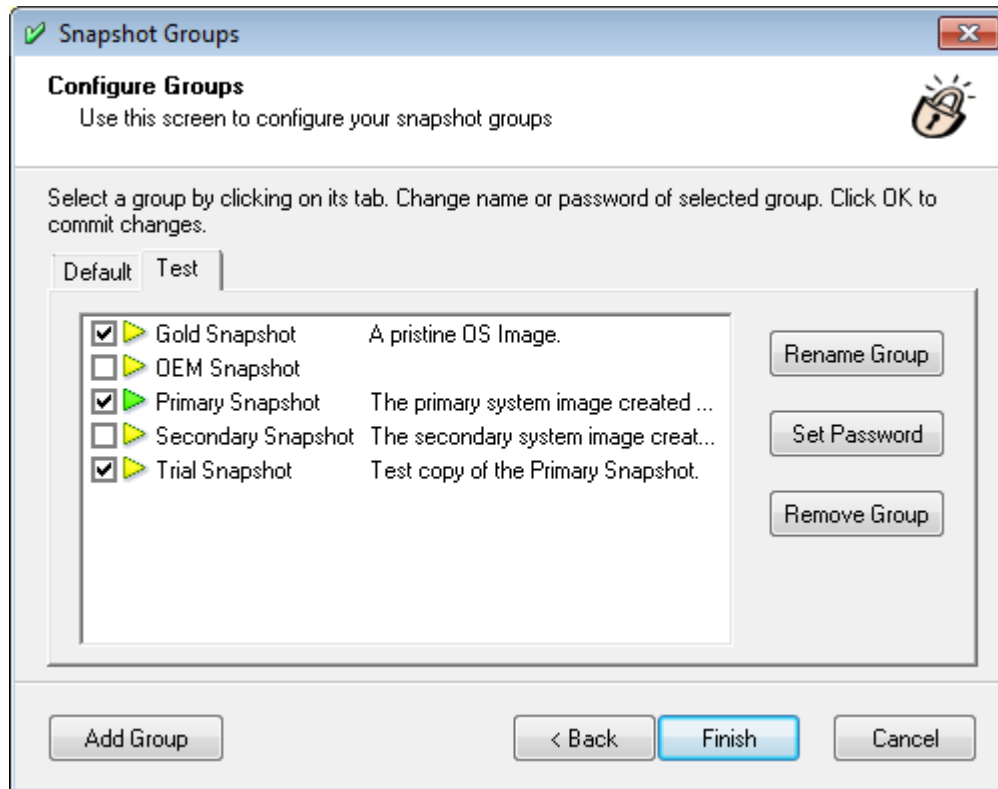 Snapshot Groups
Configure Groups
Use this screen to configure your snapshot groups
Select a group by clicking on its tab. Change name or password of selected group. Click OK to
commit changes.
Default Test
Gold Snapshot A pristine OS Image.
OEM Snapshot
Primary Snapshot The primary system image created ...
Secondary Snapshot The secondary system image creat...
Trial Snapshot Test copy of the Primary Snapshot.
Rename Group
Set Password
Remove Group
Add Group < Back Finish Cancel